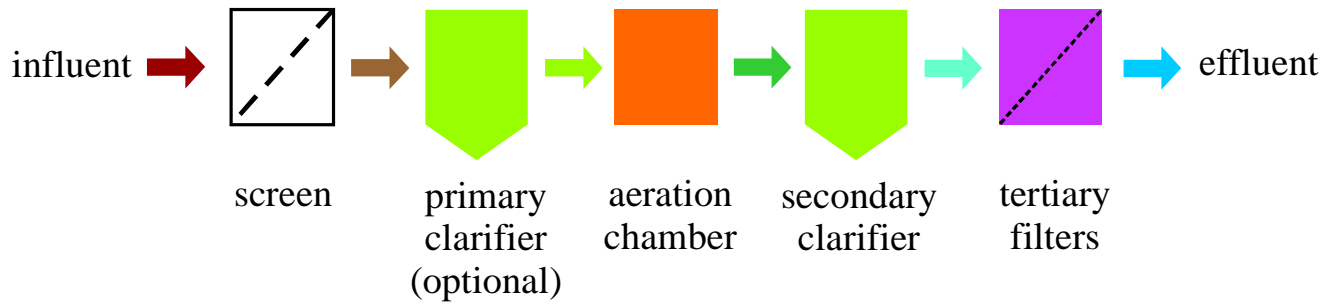 influent
effluent
screen
primary
clarifier
(optional)
aeration
chamber
secondary
clarifier
tertiary
filters